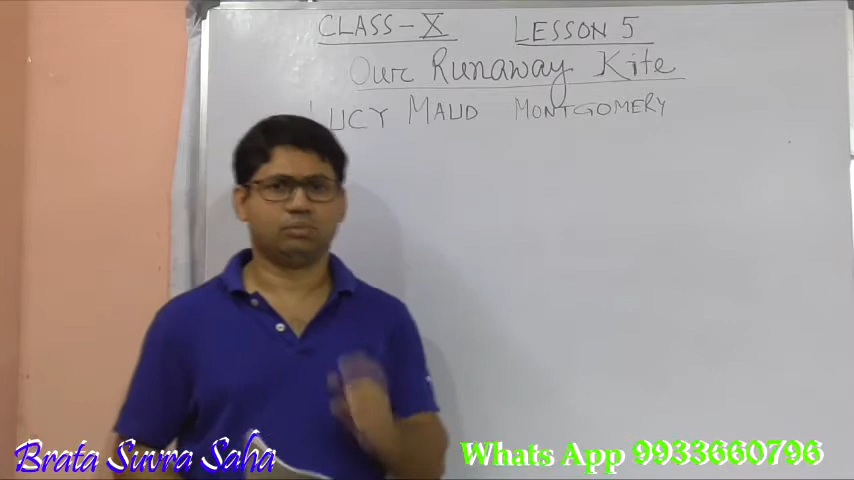 CLASS-X LESSON 5
Our Runaway Kite
LUCY MAUD MONTGOMERY
Brata Suvra Saha Whats App 9933660796